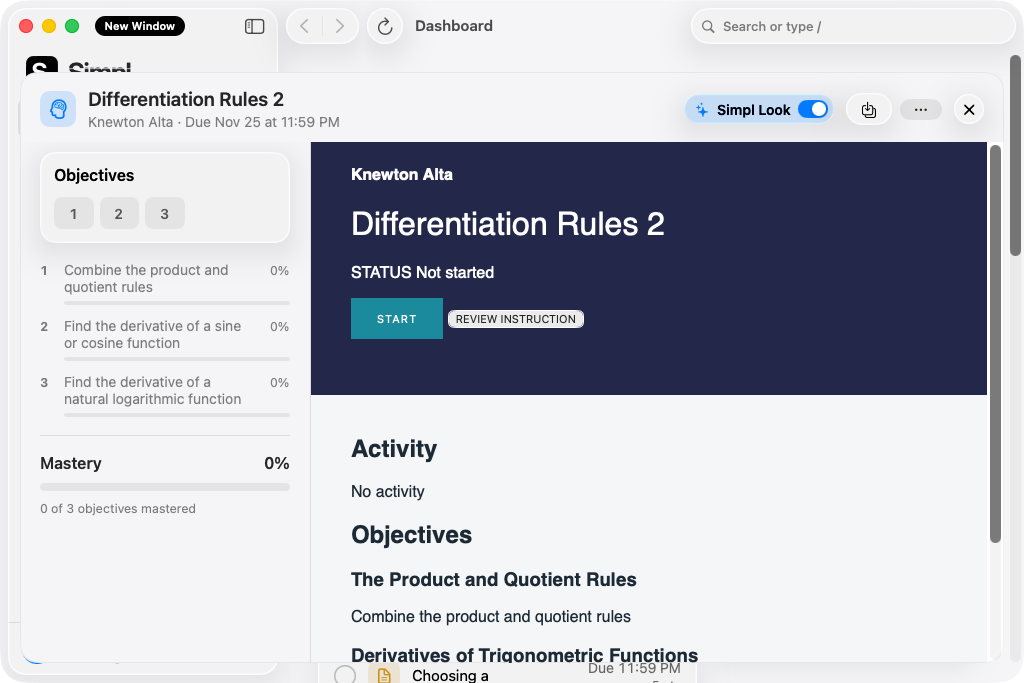 New Window
Dashboard
Search or type /
Simpl
Differentiation Rules 2
Knewton Alta · Due Nov 25 at 11:59 PM
Simpl Look
Objectives
1 2 3
1 Combine the product and 0%
quotient rules
2 Find the derivative of a sine 0%
or cosine function
3 Find the derivative of a 0%
natural logarithmic function
Mastery 0%
0 of 3 objectives mastered
Knewton Alta
Differentiation Rules 2
STATUS Not started
START REVIEW INSTRUCTION
Activity
No activity
Objectives
The Product and Quotient Rules
Combine the product and quotient rules
Derivatives of Trigonometric Functions
Due 11:59 PM
Choosing a